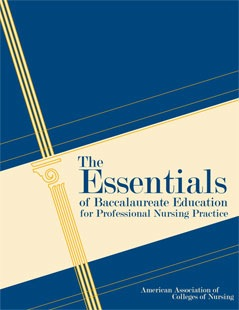 The
Essentials
of Baccalaureate Education
for Professional Nursing Practice
American Association of
Colleges of Nursing